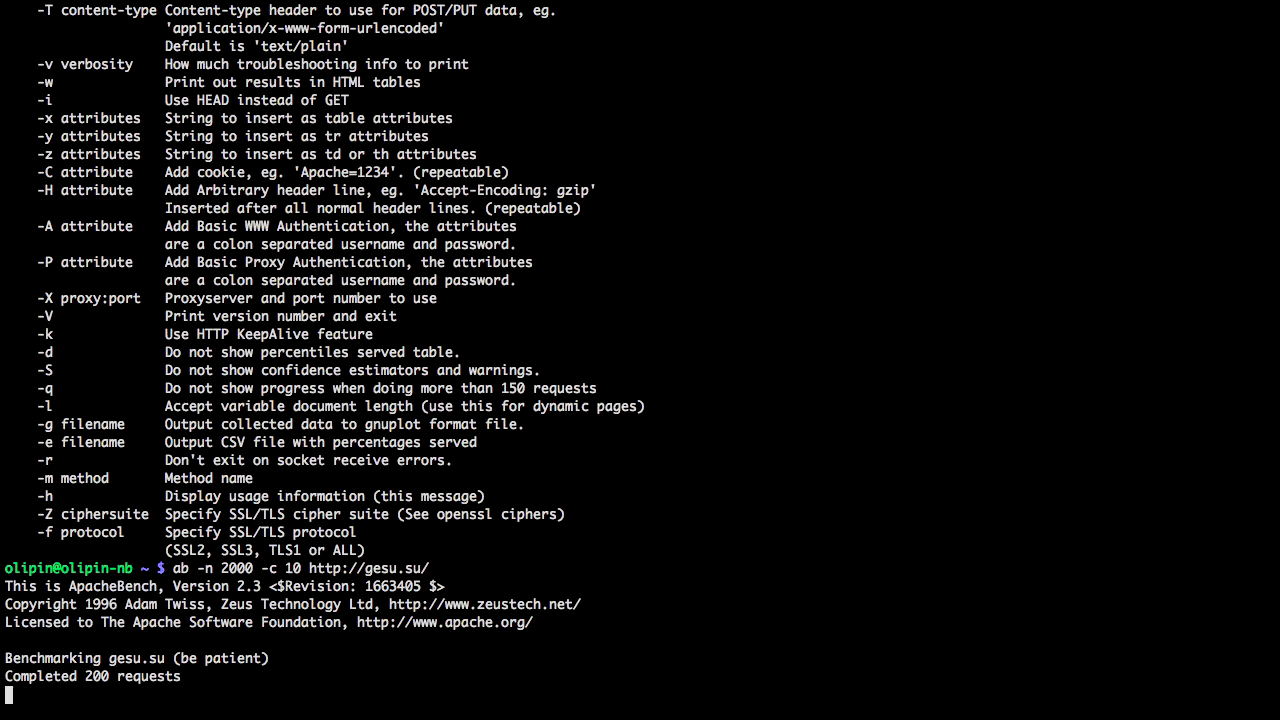 -T content-type Content-type header to use for POST/PUT data, eg.
'application/x-www-form-urlencoded'
Default is 'text/plain'
-v verbosity    How much troubleshooting info to print
-w              Print out results in HTML tables
-i              Use HEAD instead of GET
-x attributes   String to insert as table attributes
-y attributes   String to insert as tr attributes
-z attributes   String to insert as td or th attributes
-C attribute    Add cookie, eg. 'Apache=1234'. (repeatable)
-H attribute    Add Arbitrary header line, eg. 'Accept-Encoding: gzip'
Inserted after all normal header lines. (repeatable)
-A attribute    Add Basic WWW Authentication, the attributes
are a colon separated username and password.
-P attribute    Add Basic Proxy Authentication, the attributes
are a colon separated username and password.
-X proxy:port   Proxyserver and port number to use
-V              Print version number and exit
-k              Use HTTP KeepAlive feature
-d              Do not show percentiles served table.
-S              Do not show confidence estimators and warnings.
-q              Do not show progress when doing more than 150 requests
-l              Accept variable document length (use this for dynamic pages)
-g filename     Output collected data to gnuplot format file.
-e filename     Output CSV file with percentages served
-r              Don't exit on socket receive errors.
-m method       Method name
-h              Display usage information (this message)
-Z ciphersuite  Specify SSL/TLS cipher suite (See openssl ciphers)
-f protocol     Specify SSL/TLS protocol
(SSL2, SSL3, TLS1 or ALL)
olipin@olipin-nb ~ $ ab -n 2000 -c 10 http://gesu.su/
This is ApacheBench, Version 2.3 <$Revision: 1663405 $>
Copyright 1996 Adam Twiss, Zeus Technology Ltd, http://www.zeustech.net/
Licensed to The Apache Software Foundation, http://www.apache.org/
Benchmarking gesu.su (be patient)
Completed 200 requests